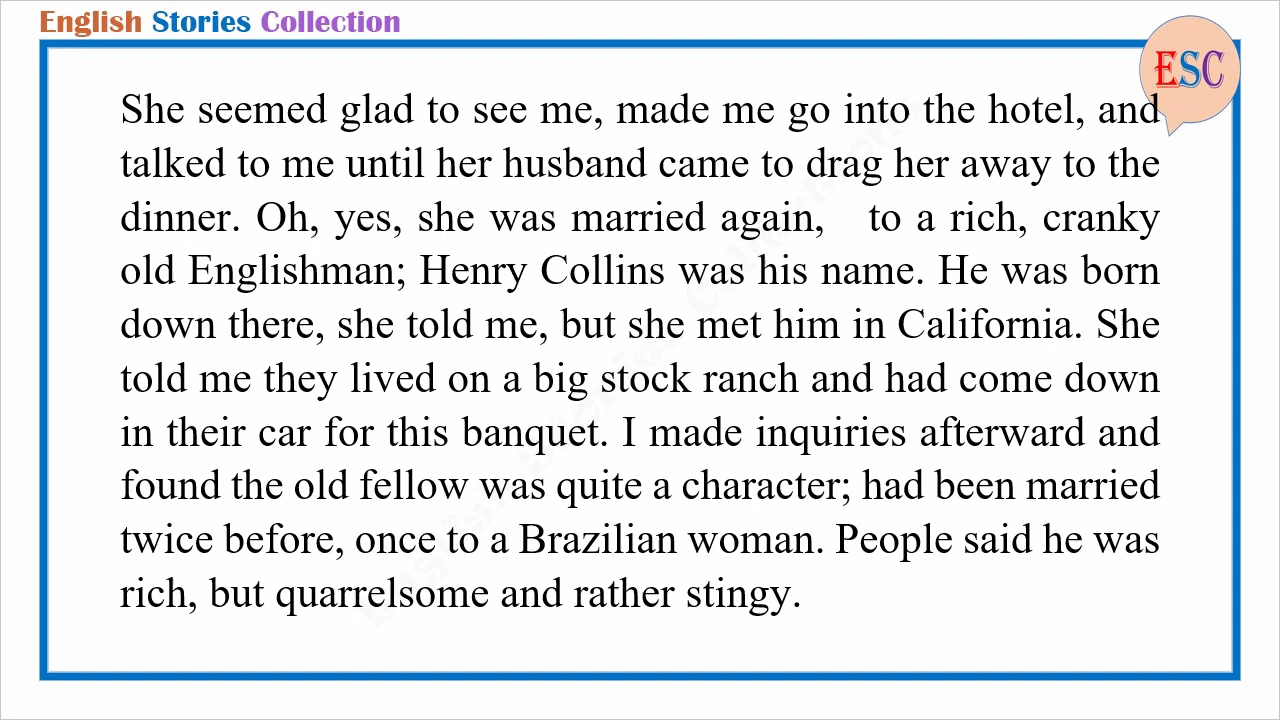 English Stories Collection
ESC
She seemed glad to see me, made me go into the hotel, and
talked to me until her husband came to drag her away to the
dinner. Oh, yes, she was married again, to a rich, cranky
old Englishman; Henry Collins was his name. He was born
down there, she told me, but she met him in California. She
told me they lived on a big stock ranch and had come down
in their car for this banquet. I made inquiries afterward and
found the old fellow was quite a character; had been married
twice before, once to a Brazilian woman. People said he was
rich, but quarrelsome and rather stingy.